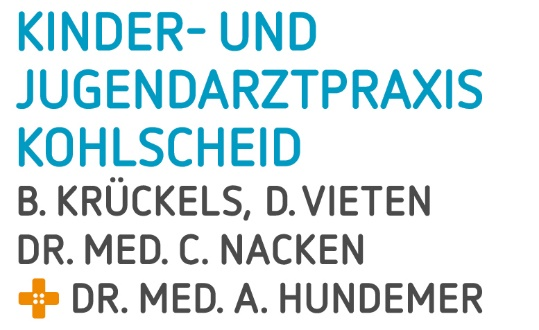 KINDER- UND
JUGENDARZTPRAXIS
KOHLSCHEID
B. KRÜCKELS, D. VIETEN
DR. MED. C. NACKEN
DR. MED. A. HUNDEMER